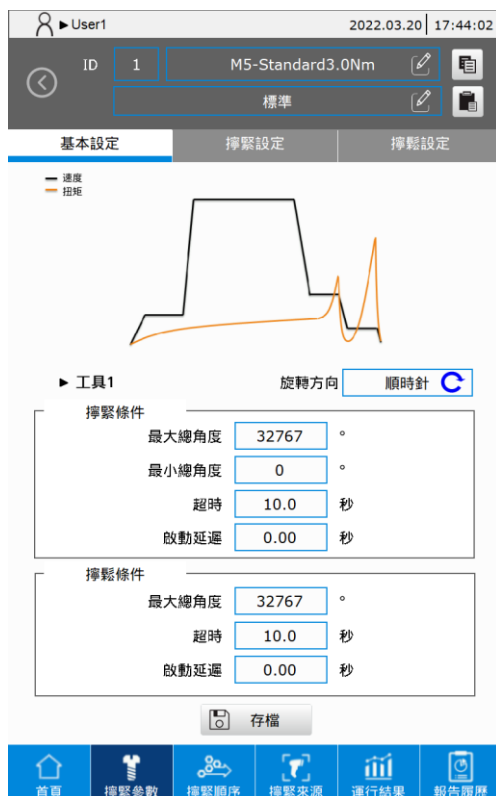 ►User1 2022.03.20 17:44:02
ID 1 M5-Standard3.0Nm
標準
基本設定 擰緊設定 擰鬆設定
速度
扭矩
► 工具1 旋轉方向 順時針
擰緊條件
最大總角度 32767 °
最小總角度 0 °
超時 10.0 秒
啟動延遲 0.00 秒
擰鬆條件
最大總角度 32767 °
超時 10.0 秒
啟動延遲 0.00 秒
存檔
首頁 擰緊參數 擰緊順序 擰緊來源 運行結果 報告履歷